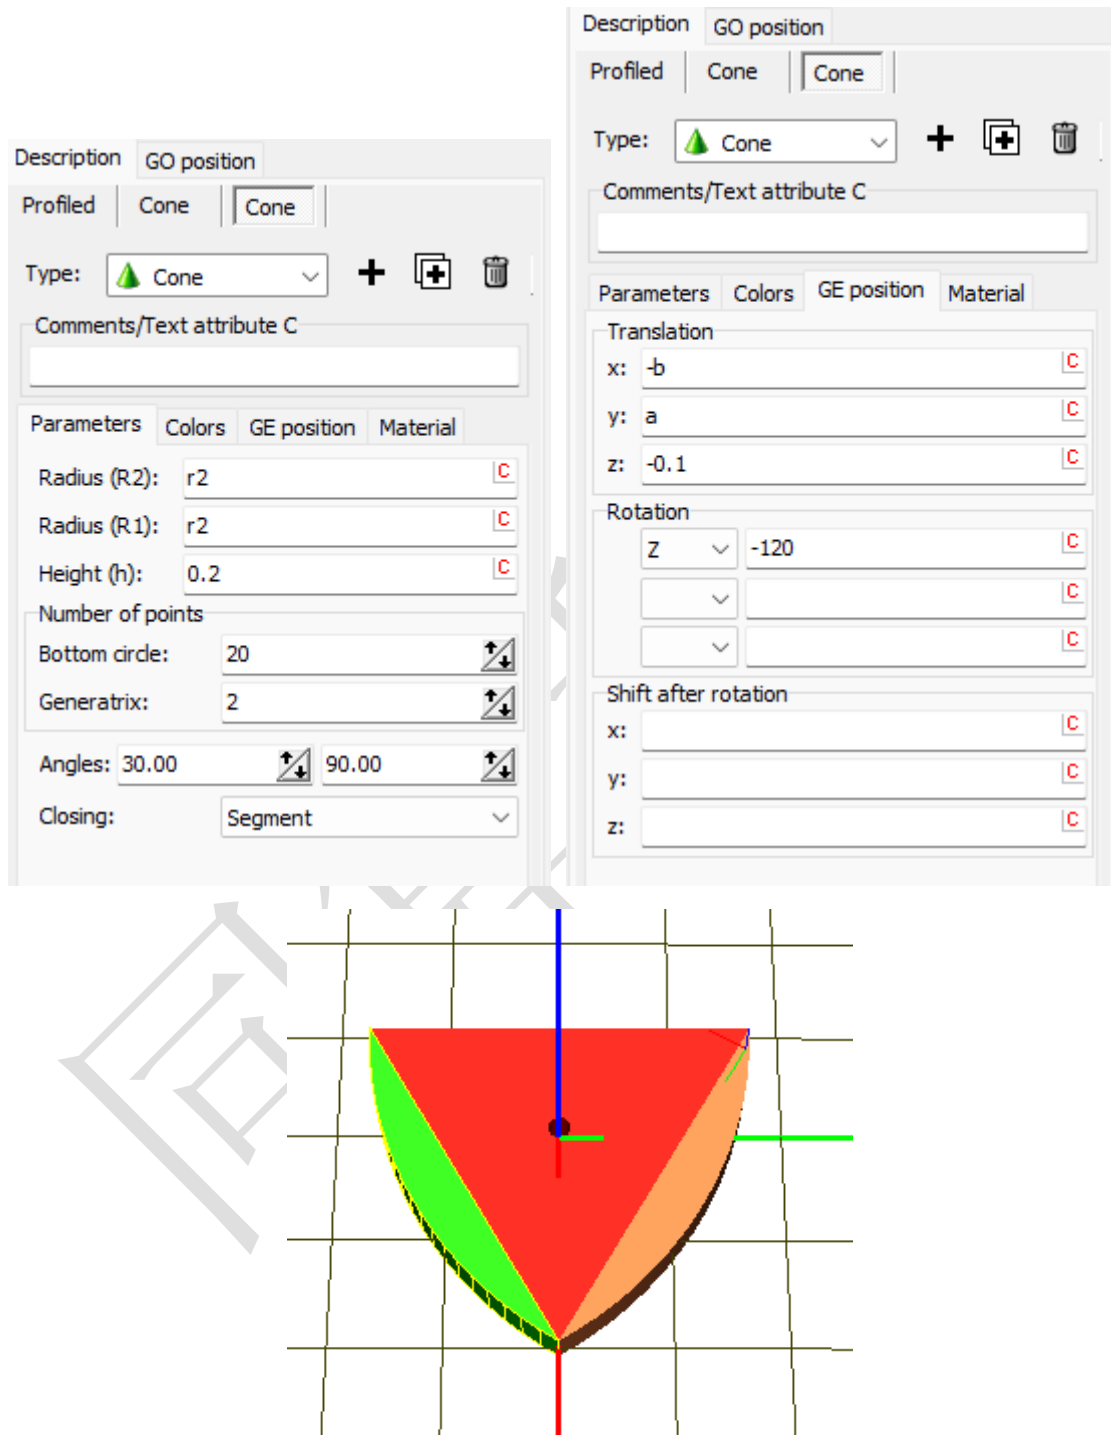 Description GO position
Profiled Cone Cone
Type: Cone
Comments/Text attribute C
Parameters Colors GE position Material
Radius (R2): r2 C
Radius (R1): r2 C
Height (h): 0.2 C
Number of points
Bottom circle: 20
Generatrix: 2
Angles: 30.00 90.00
Closing: Segment
Description GO position
Profiled Cone Cone
Type: Cone
Comments/Text attribute C
Parameters Colors GE position Material
Translation
x: -b C
y: a C
z: -0.1 C
Rotation
Z -120 C
C
C
Shift after rotation
x: C
y: C
z: C